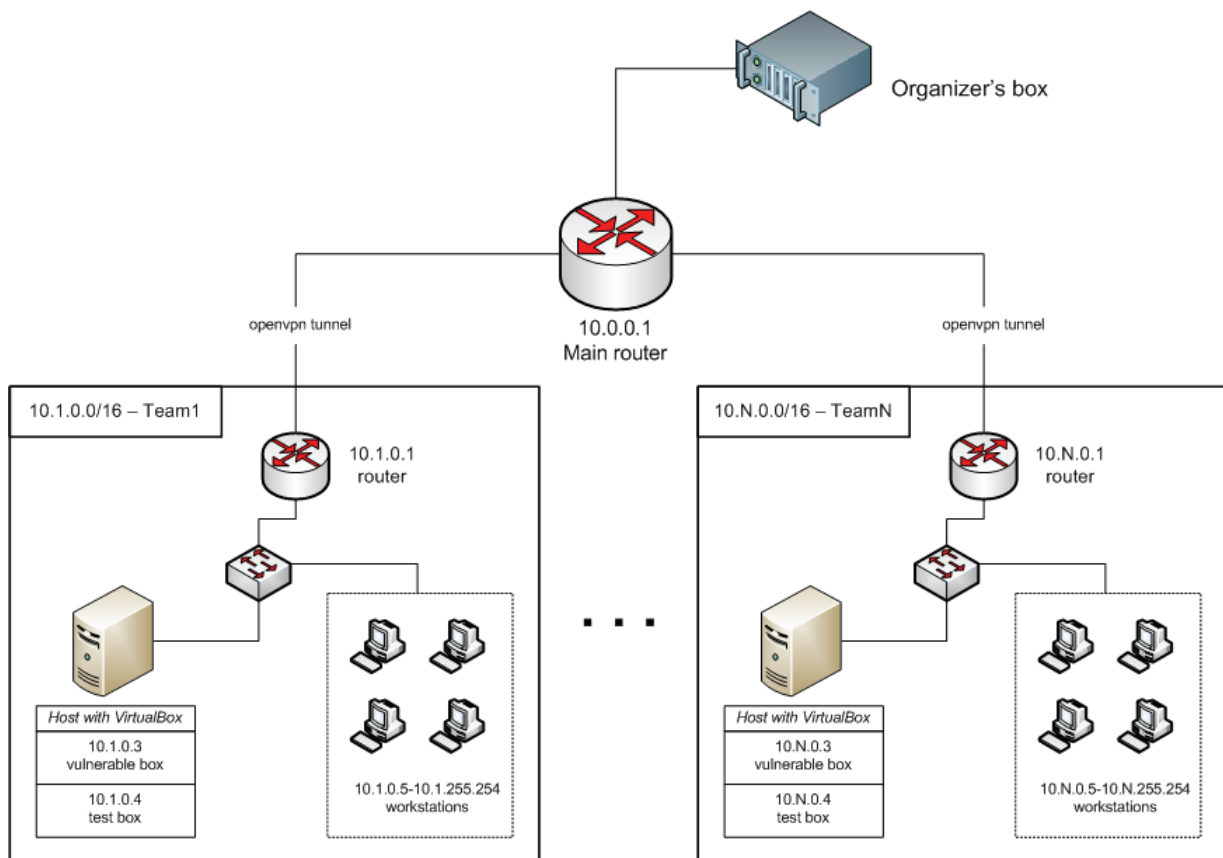 Organizer's box
10.0.0.1
Main router
openvpn tunnel
openvpn tunnel
10.1.0.0/16 – Team1
10.1.0.1
router
Host with VirtualBox
10.1.0.3
vulnerable box
10.1.0.4
test box
10.1.0.5-10.1.255.254
workstations
. . .
10.N.0.0/16 – TeamN
10.N.0.1
router
Host with VirtualBox
10.N.0.3
vulnerable box
10.N.0.4
test box
10.N.0.5-10.N.255.254
workstations